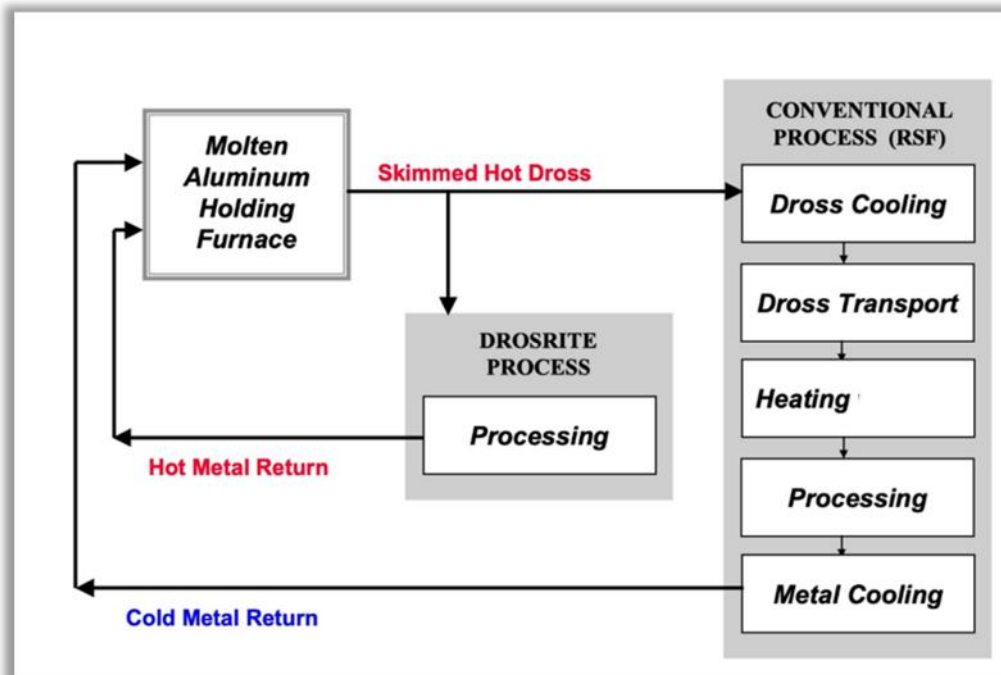 Molten
Aluminum
Holding
Furnace
Skimmed Hot Dross
CONVENTIONAL
PROCESS (RSF)
Dross Cooling
Dross Transport
Heating
Processing
Metal Cooling
DROSRITE
PROCESS
Processing
Hot Metal Return
Cold Metal Return